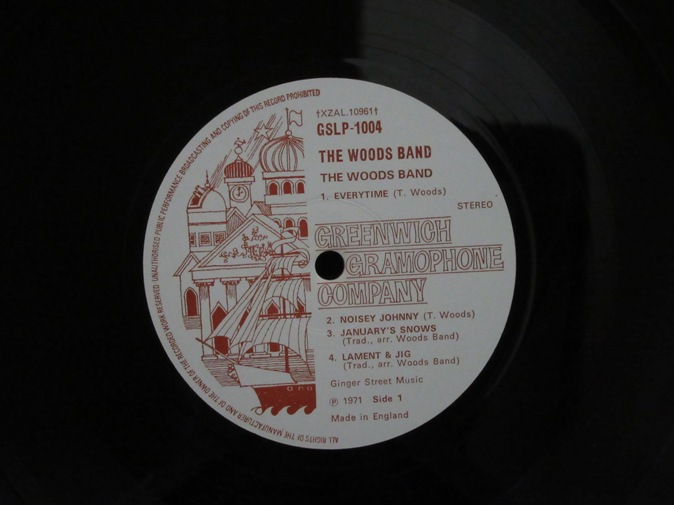 ALL RIGHTS OF THE MANUFACTURER AND OF THE OWNER OF THE RECORDED WORK RESERVED · UNAUTHORISED PUBLIC PERFORMANCE BROADCASTING AND COPYING OF THIS RECORD PROHIBITED
†XZAL.10961†
GSLP-1004
THE WOODS BAND
THE WOODS BAND
1. EVERYTIME (T. Woods)
STEREO
GREENWICH
GRAMOPHONE
COMPANY
2. NOISEY JOHNNY (T. Woods)
3. JANUARY'S SNOWS
(Trad., arr. Woods Band)
4. LAMENT & JIG
(Trad., arr. Woods Band)
Ginger Street Music
℗ 1971 Side 1
Made in England